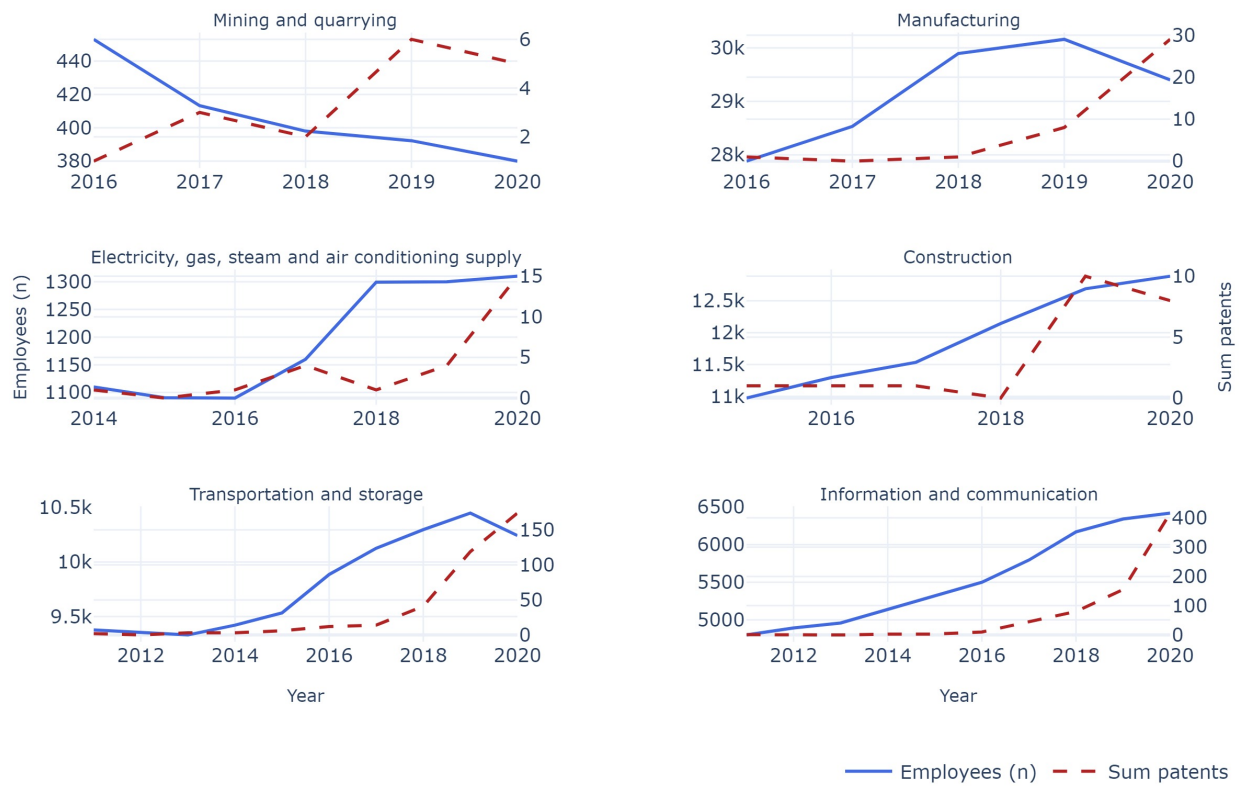 Mining and quarrying
440
420
400
380
6
4
2
2016 2017 2018 2019 2020
Manufacturing
30k
29k
28k
30
20
10
0
2016 2017 2018 2019 2020
Employees (n)
Electricity, gas, steam and air conditioning supply
1300
1250
1200
1150
1100
15
10
5
0
2014 2016 2018 2020
Construction
12.5k
12k
11.5k
11k
10
5
0
2016 2018 2020
Sum patents
Transportation and storage
10.5k
10k
9.5k
150
100
50
0
2012 2014 2016 2018 2020
Year
Information and communication
6500
6000
5500
5000
400
300
200
100
0
2012 2014 2016 2018 2020
Year
Employees (n) Sum patents